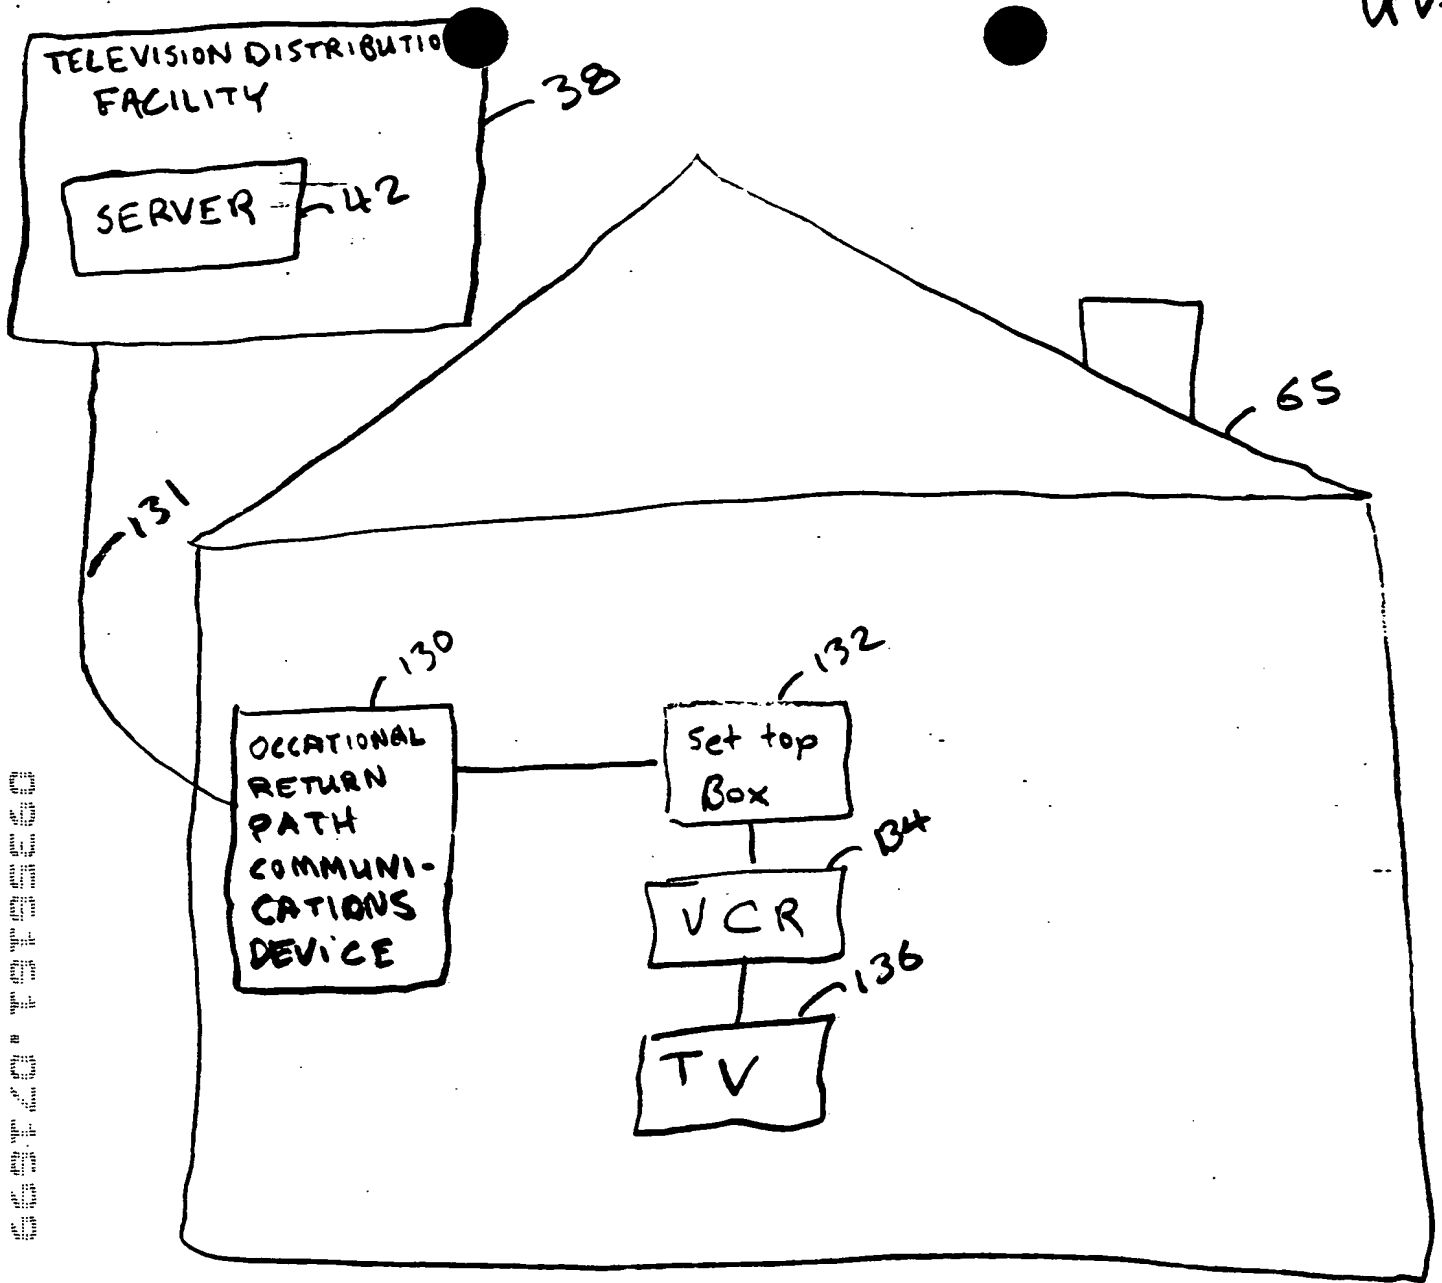 TELEVISION DISTRIBUTIO
FACILITY
38
SERVER
42
65
131
130
132
OCCATIONAL
RETURN
PATH
COMMUNI-
CATIONS
DEVICE
Set top
Box
134
VCR
136
TV